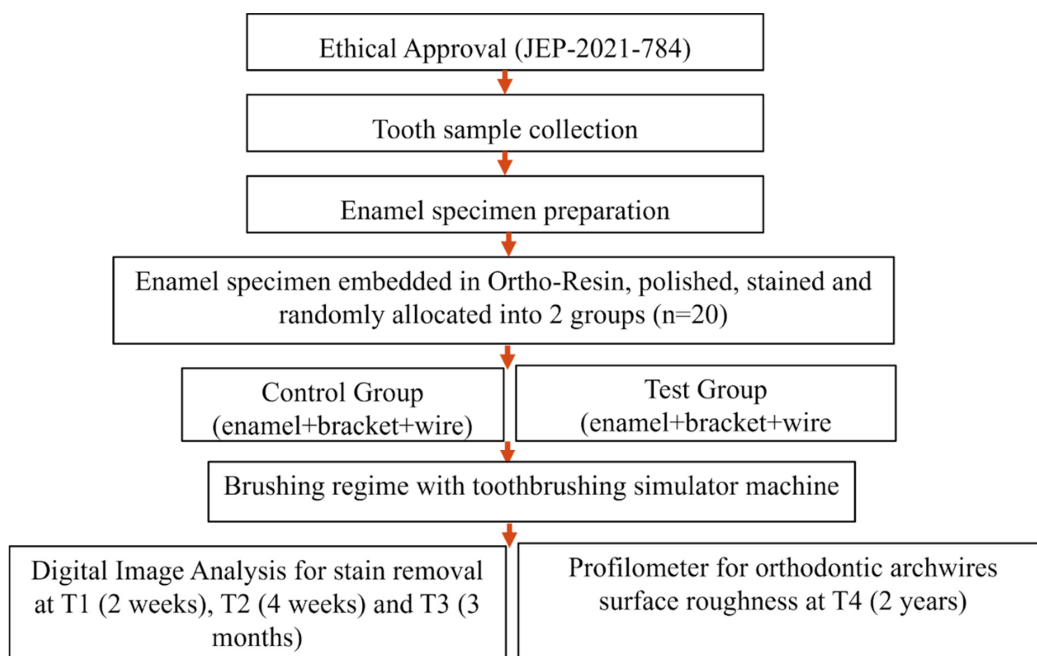 Ethical Approval (JEP-2021-784)
Tooth sample collection
Enamel specimen preparation
Enamel specimen embedded in Ortho-Resin, polished, stained and
randomly allocated into 2 groups (n=20)
Control Group
(enamel+bracket+wire)
Test Group
(enamel+bracket+wire
Brushing regime with toothbrushing simulator machine
Digital Image Analysis for stain removal
at T1 (2 weeks), T2 (4 weeks) and T3 (3
months)
Profilometer for orthodontic archwires
surface roughness at T4 (2 years)